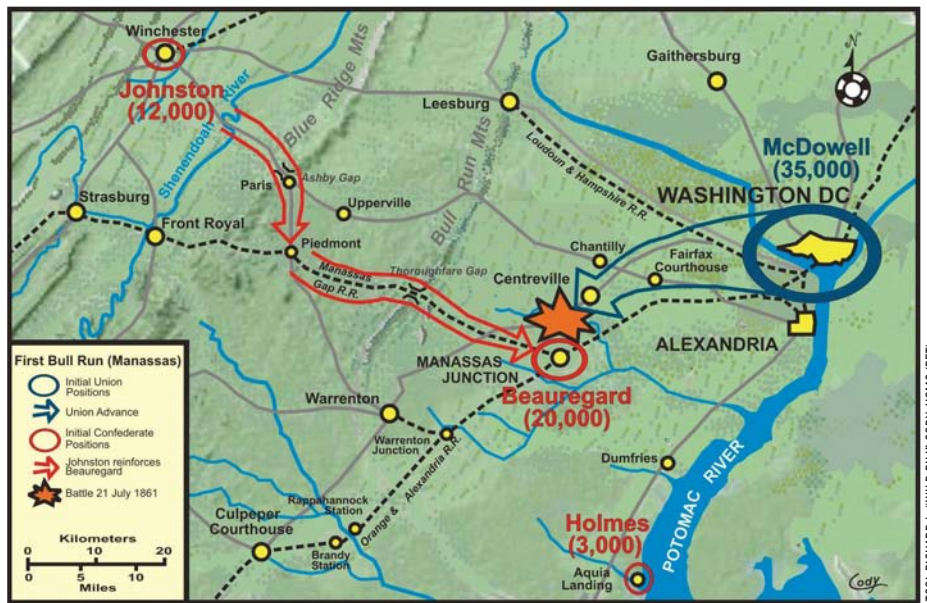 Winchester
Johnston
(12,000)
Shenendoah River
Blue Ridge Mts
Gaithersburg
N
Leesburg
Loudoun & Hampshire R.R.
McDowell
(35,000)
WASHINGTON DC
Strasburg
Front Royal
Paris
Ashby Gap
Upperville
Bull Run Mts
Piedmont
Manassas
Gap R.R.
Thoroughfare Gap
Chantilly
Centreville
Fairfax
Courthouse
ALEXANDRIA
MANASSAS
JUNCTION
Beauregard
(20,000)
Warrenton
Warrenton
Junction
Orange & Alexandria R.R.
Rappahannock
Station
Culpeper
Courthouse
Brandy
Station
Dumfries
POTOMAC RIVER
Holmes
(3,000)
Aquia
Landing
Cody
First Bull Run (Manassas)
Initial Union
Positions
Union Advance
Initial Confederate
Positions
Johnston reinforces
Beauregard
Battle 21 July 1861
Kilometers
0 10 20
0 5 10
Miles